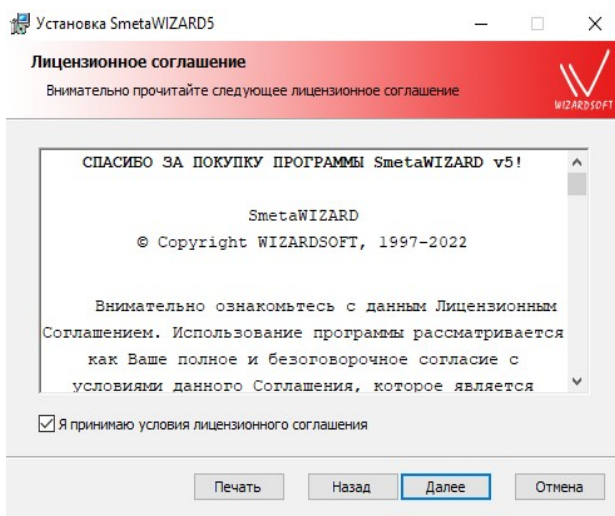 Установка SmetaWIZARD5
Лицензионное соглашение
Внимательно прочитайте следующее лицензионное соглашение
WIZARDSOFT
СПАСИБО ЗА ПОКУПКУ ПРОГРАММЫ SmetaWIZARD v5!
SmetaWIZARD
© Copyright WIZARDSOFT, 1997-2022
Внимательно ознакомьтесь с данным Лицензионным
Соглашением. Использование программы рассматривается
как Ваше полное и безоговорочное согласие с
условиями данного Соглашения, которое является
Я принимаю условия лицензионного соглашения
Печать
Назад
Далее
Отмена